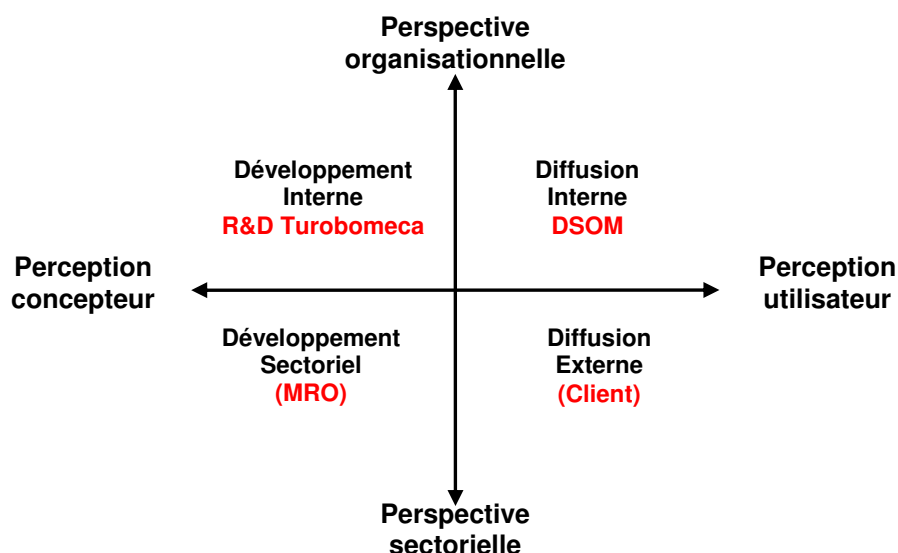 Perspective
organisationnelle
Développement
Interne
R&D Turobomeca
Diffusion
Interne
DSOM
Perception
concepteur
Perception
utilisateur
Développement
Sectoriel
(MRO)
Diffusion
Externe
(Client)
Perspective
sectorielle